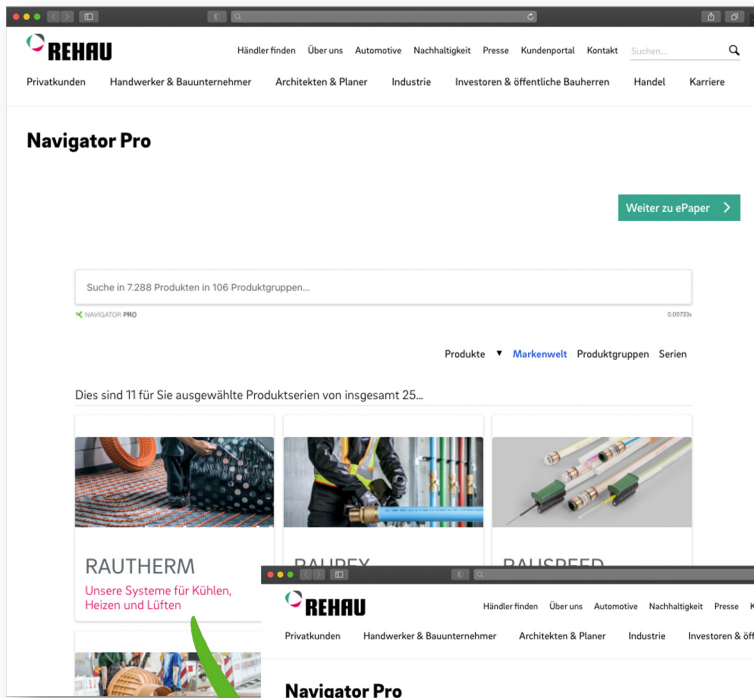 REHAU
Händler finden Über uns Automotive Nachhaltigkeit Presse Kundenportal Kontakt Suchen...
Privatkunden Handwerker & Bauunternehmer Architekten & Planer Industrie Investoren & öffentliche Bauherren Handel Karriere
Navigator Pro
Weiter zu ePaper
Suche in 7.288 Produkten in 106 Produktgruppen...
NAVIGATOR PRO 0.00733s
Produkte Markenwelt Produktgruppen Serien
Dies sind 11 für Sie ausgewählte Produktserien von insgesamt 25...
RAUTHERM
Unsere Systeme für Kühlen,
Heizen und Lüften
REHAU
Händler finden Über uns Automotive Nachhaltigkeit Presse K
Privatkunden Handwerker & Bauunternehmer Architekten & Planer Industrie Investoren & öff
Navigator Pro